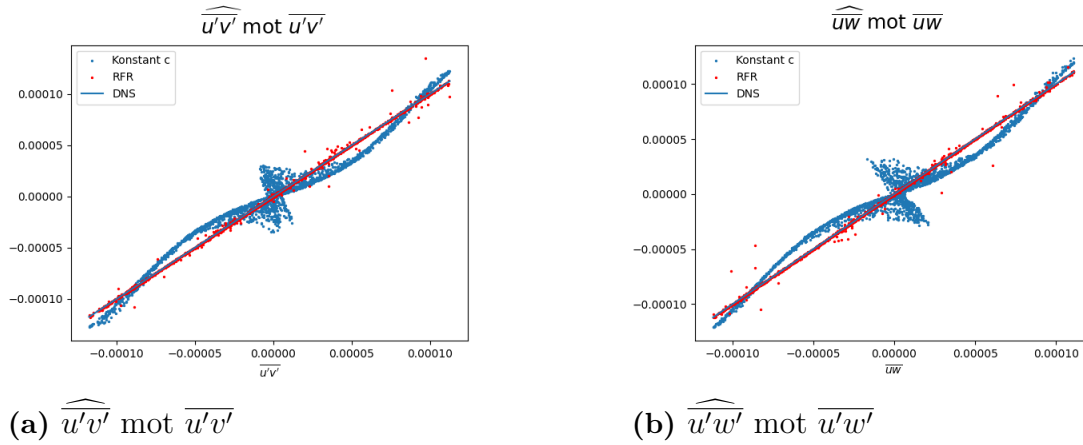 $\widehat{\overline{u'v'}}$ mot $\overline{u'v'}$
Konstant c
RFR
DNS
0.00010
0.00005
0.00000
−0.00005
−0.00010
−0.00010 −0.00005 0.00000 0.00005 0.00010
$\overline{u'v'}$
(a) $\widehat{\overline{u'v'}}$ mot $\overline{u'v'}$
$\widehat{\overline{uw}}$ mot $\overline{uw}$
Konstant c
RFR
DNS
0.00010
0.00005
0.00000
−0.00005
−0.00010
−0.00010 −0.00005 0.00000 0.00005 0.00010
$\overline{uw}$
(b) $\widehat{\overline{u'w'}}$ mot $\overline{u'w'}$